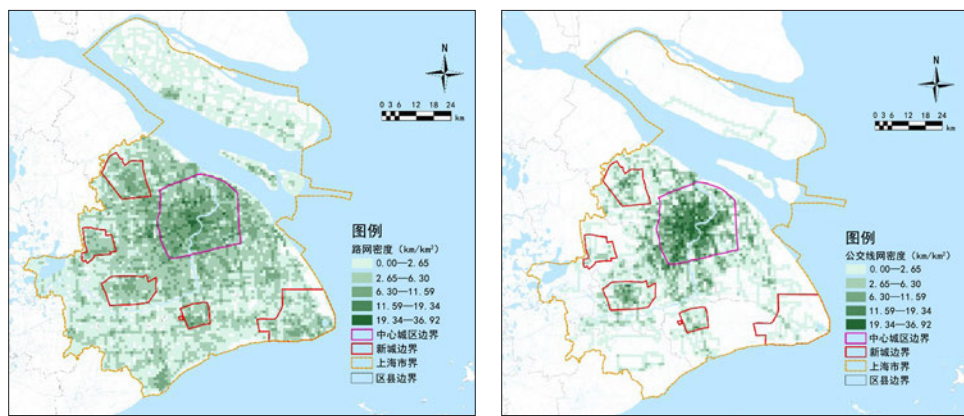 N
0 3 6 12 18 24
km
图例
路网密度（km/km²）
0.00—2.65
2.65—6.30
6.30—11.59
11.59—19.34
19.34—36.92
中心城区边界
新城边界
上海市界
区县边界
N
0 3 6 12 18 24
km
图例
公交线网密度（km/km²）
0.00—2.65
2.65—6.30
6.30—11.59
11.59—19.34
19.34—36.92
中心城区边界
新城边界
上海市界
区县边界